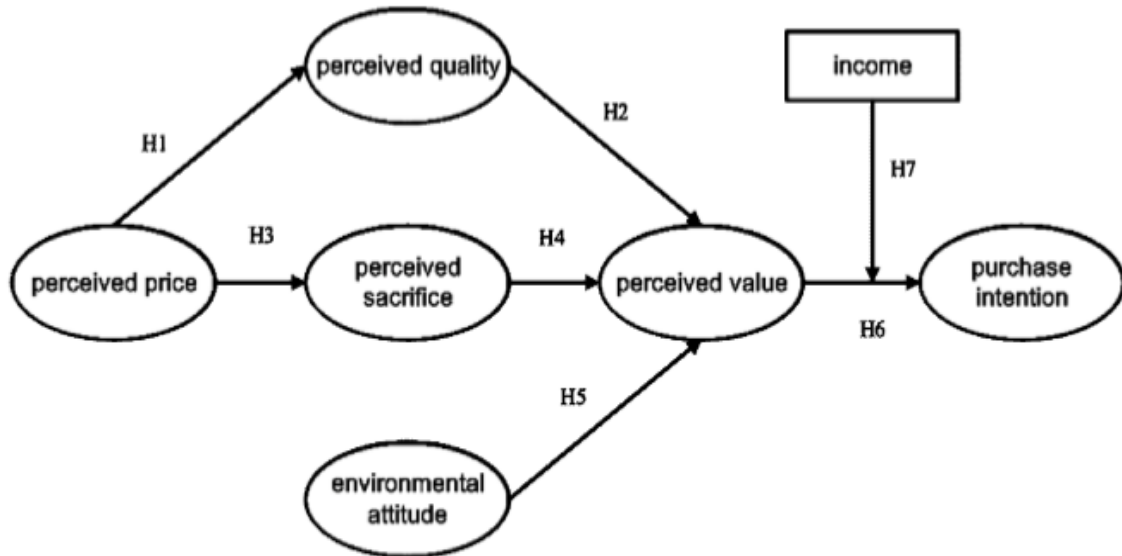 perceived quality
income
H1
H2
H7
perceived price
H3
perceived
sacrifice
H4
perceived value
purchase
intention
H6
H5
environmental
attitude